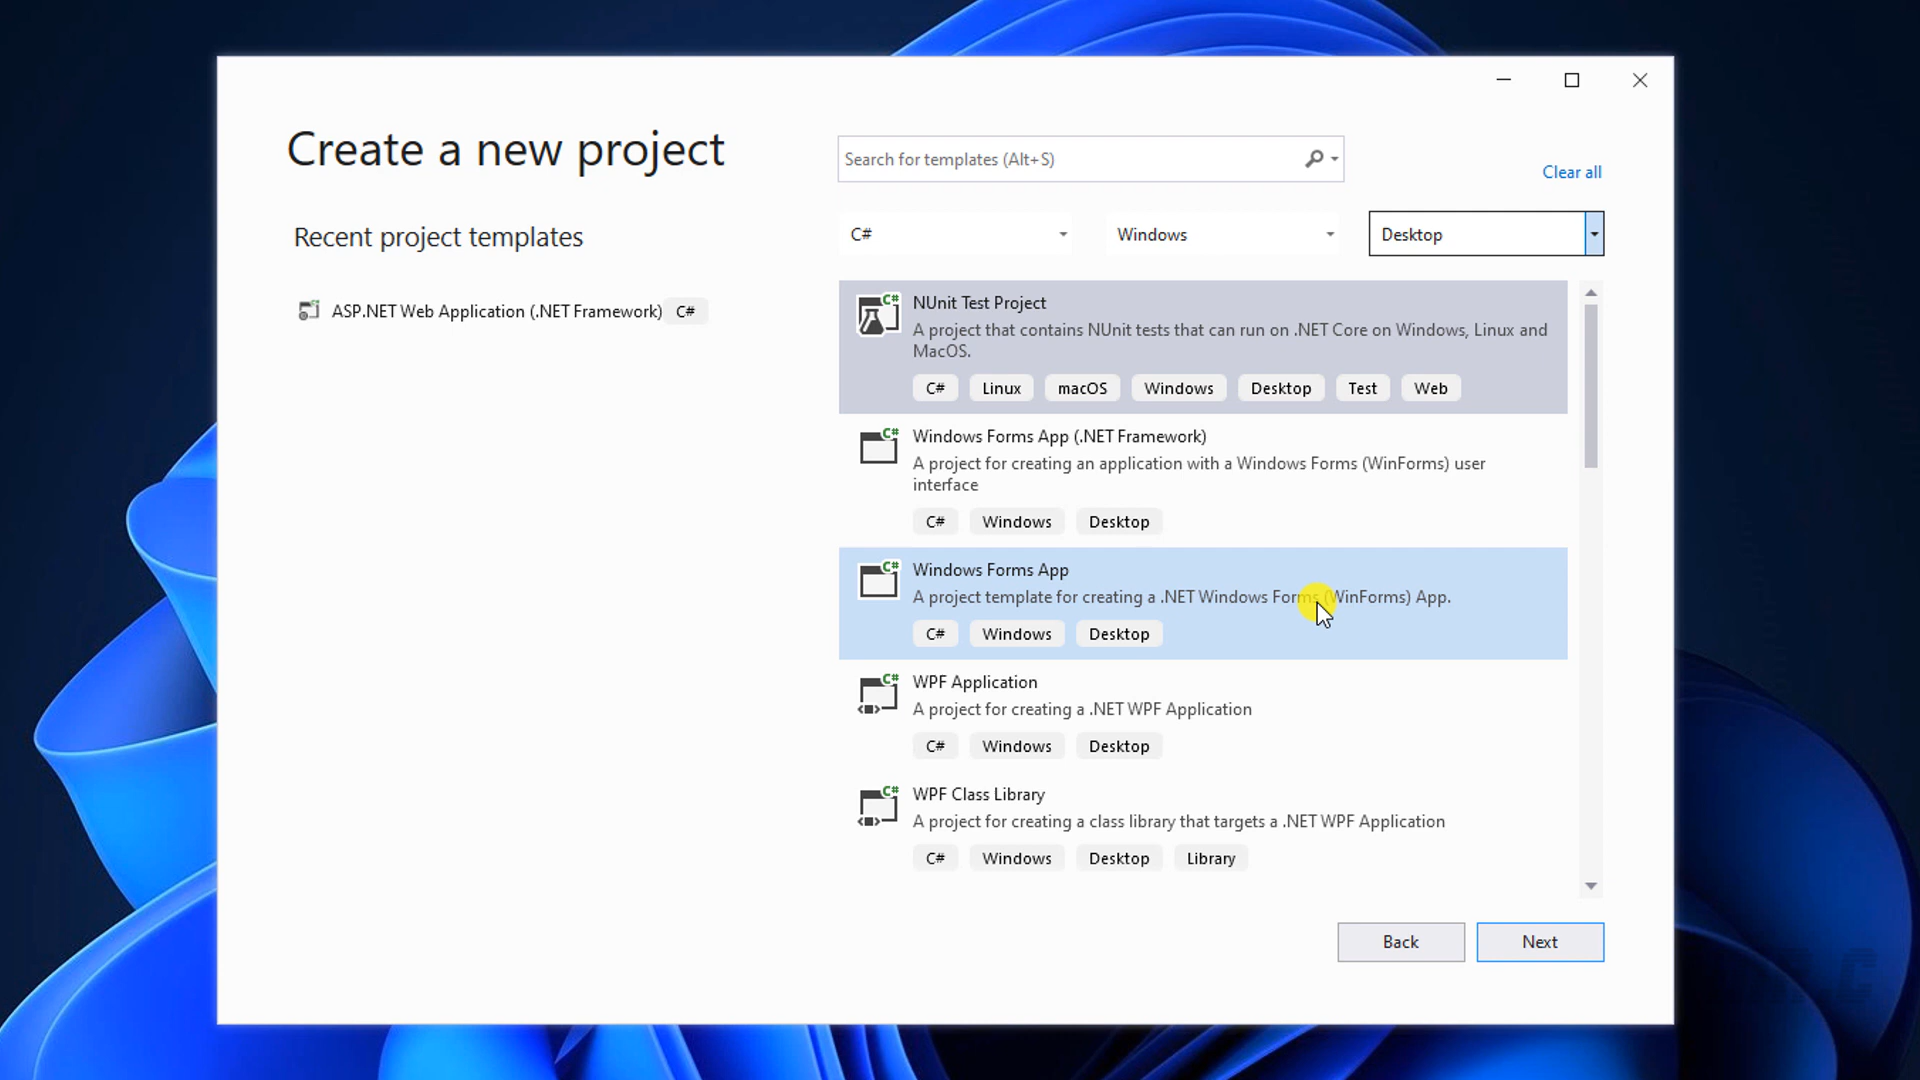 Create a new project
Search for templates (Alt+S)
Clear all
C#
Windows
Desktop
Recent project templates
ASP.NET Web Application (.NET Framework) C#
C#
NUnit Test Project
A project that contains NUnit tests that can run on .NET Core on Windows, Linux and
MacOS.
C# Linux macOS Windows Desktop Test Web
C#
Windows Forms App (.NET Framework)
A project for creating an application with a Windows Forms (WinForms) user
interface
C# Windows Desktop
C#
Windows Forms App
A project template for creating a .NET Windows Forms (WinForms) App.
C# Windows Desktop
C#
WPF Application
A project for creating a .NET WPF Application
C# Windows Desktop
C#
WPF Class Library
A project for creating a class library that targets a .NET WPF Application
C# Windows Desktop Library
Back
Next